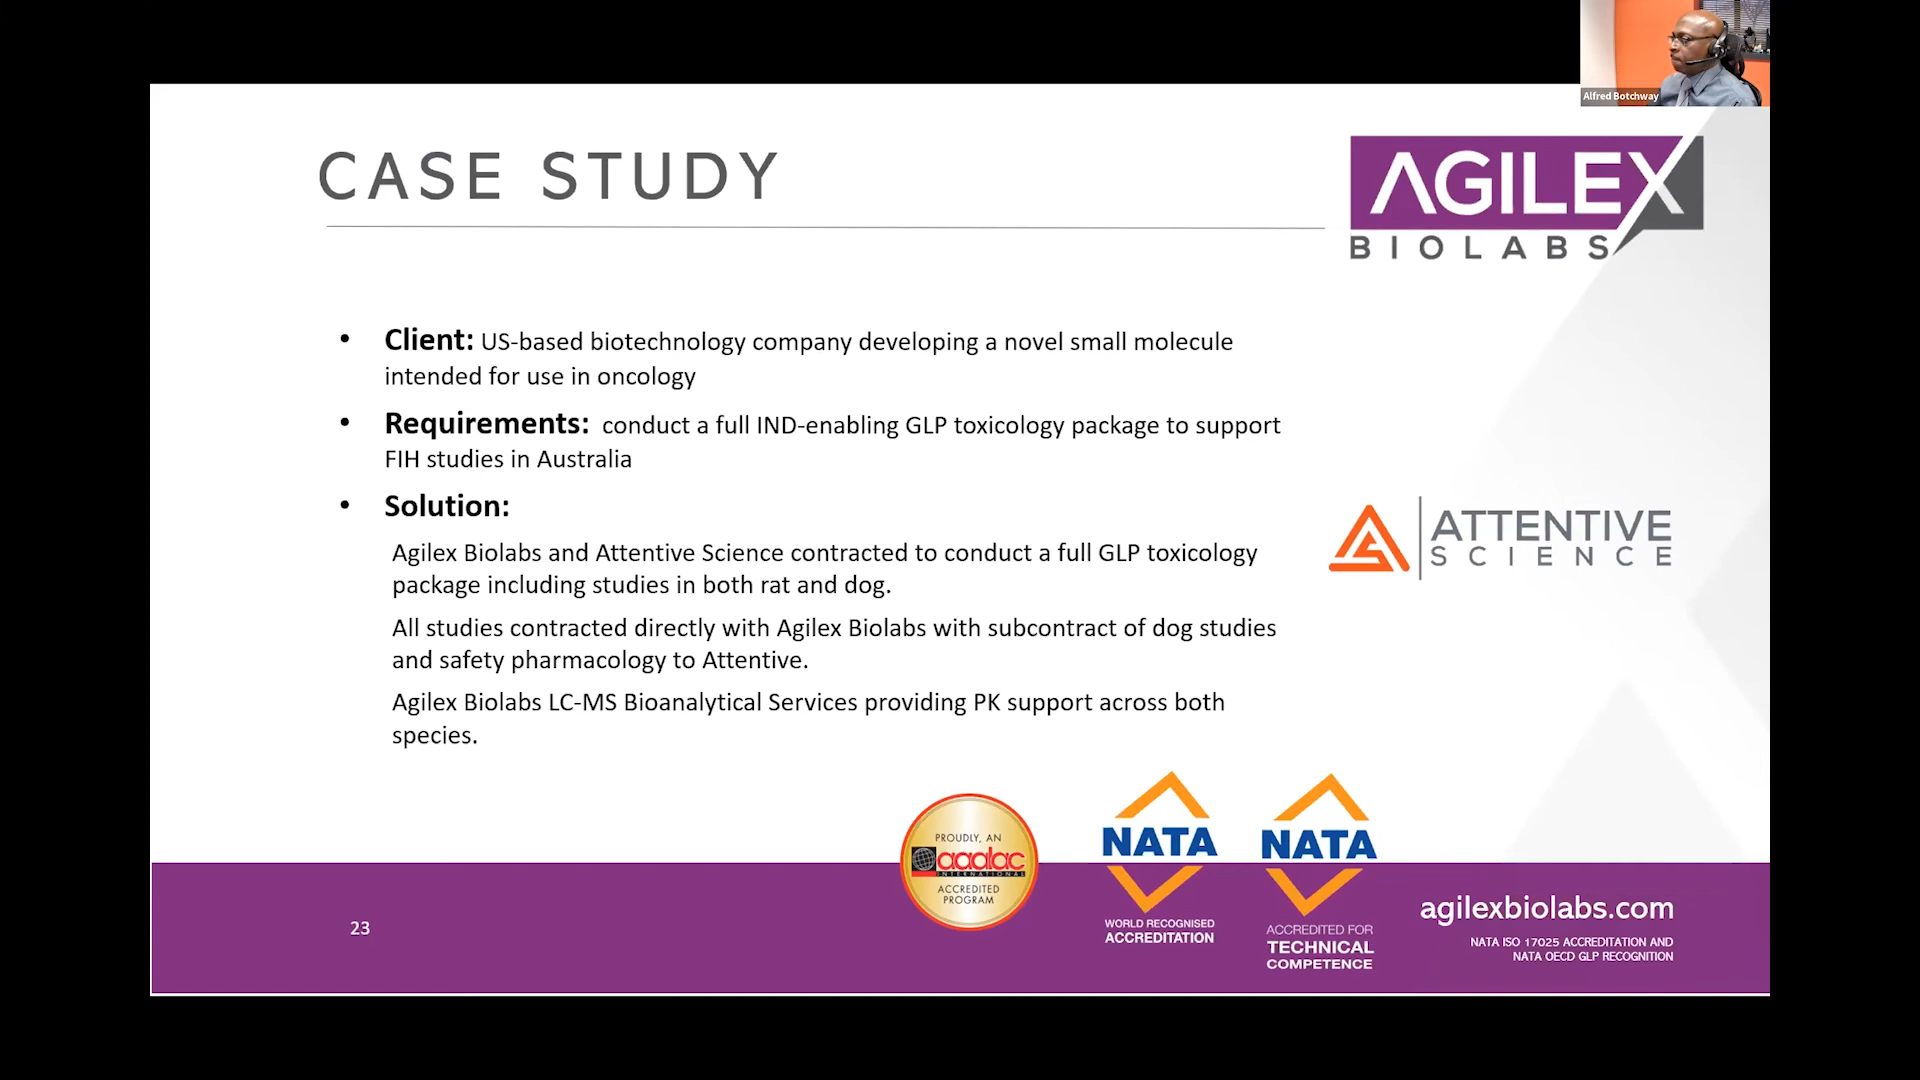 Alfred Botchway
CASE STUDY
AGILEX
BIOLABS
• Client: US-based biotechnology company developing a novel small molecule
intended for use in oncology
• Requirements: conduct a full IND-enabling GLP toxicology package to support
FIH studies in Australia
• Solution:
Agilex Biolabs and Attentive Science contracted to conduct a full GLP toxicology
package including studies in both rat and dog.
All studies contracted directly with Agilex Biolabs with subcontract of dog studies
and safety pharmacology to Attentive.
Agilex Biolabs LC-MS Bioanalytical Services providing PK support across both
species.
ATTENTIVE
SCIENCE
PROUDLY, AN
aaalac
INTERNATIONAL
ACCREDITED
PROGRAM
NATA
WORLD RECOGNISED
ACCREDITATION
NATA
ACCREDITED FOR
TECHNICAL
COMPETENCE
agilexbiolabs.com
NATA ISO 17025 ACCREDITATION AND
NATA OECD GLP RECOGNITION
23